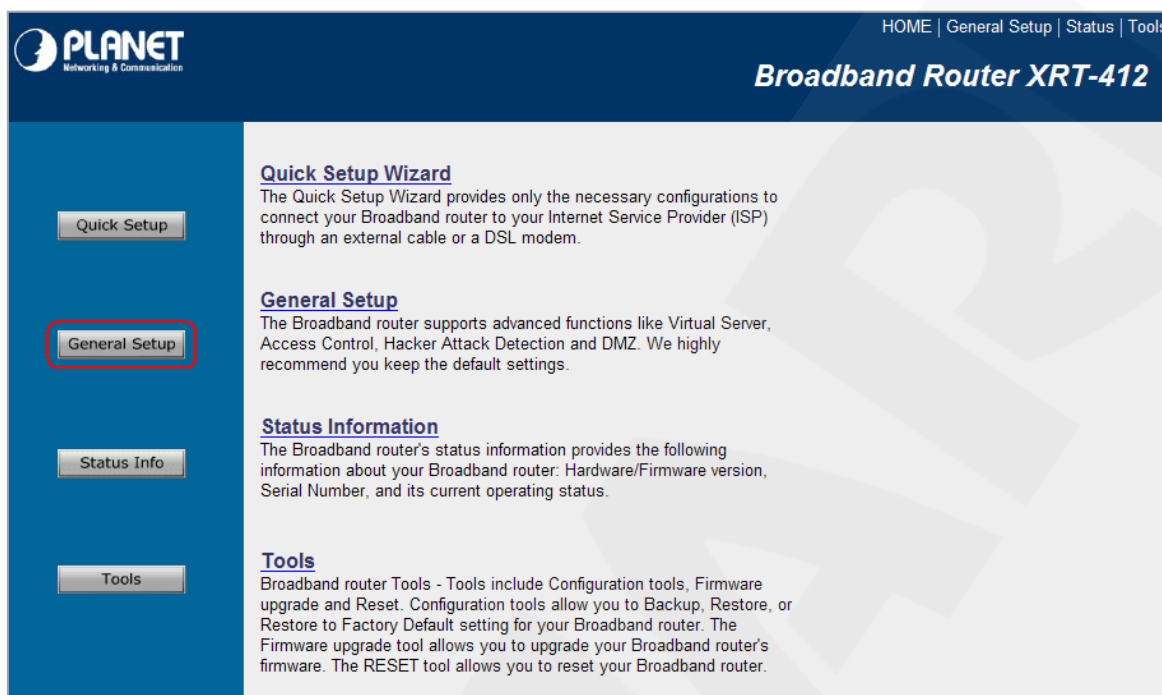 PLANET
Networking & Communication
HOME | General Setup | Status | Tools
Broadband Router XRT-412
Quick Setup
Quick Setup Wizard
The Quick Setup Wizard provides only the necessary configurations to
connect your Broadband router to your Internet Service Provider (ISP)
through an external cable or a DSL modem.
General Setup
General Setup
The Broadband router supports advanced functions like Virtual Server,
Access Control, Hacker Attack Detection and DMZ. We highly
recommend you keep the default settings.
Status Info
Status Information
The Broadband router's status information provides the following
information about your Broadband router: Hardware/Firmware version,
Serial Number, and its current operating status.
Tools
Tools
Broadband router Tools - Tools include Configuration tools, Firmware
upgrade and Reset. Configuration tools allow you to Backup, Restore, or
Restore to Factory Default setting for your Broadband router. The
Firmware upgrade tool allows you to upgrade your Broadband router's
firmware. The RESET tool allows you to reset your Broadband router.